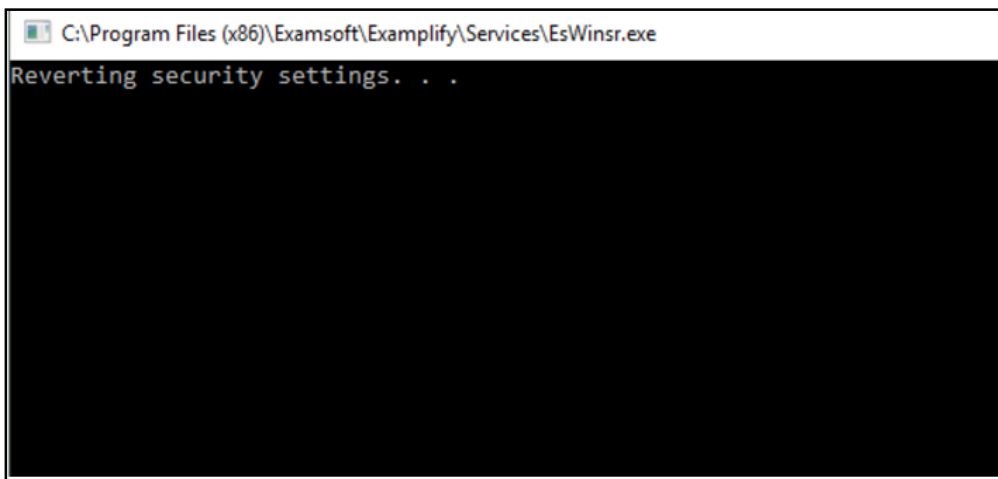 C:\Program Files (x86)\Examsoft\Examplify\Services\EsWinsr.exe
Reverting security settings. . .